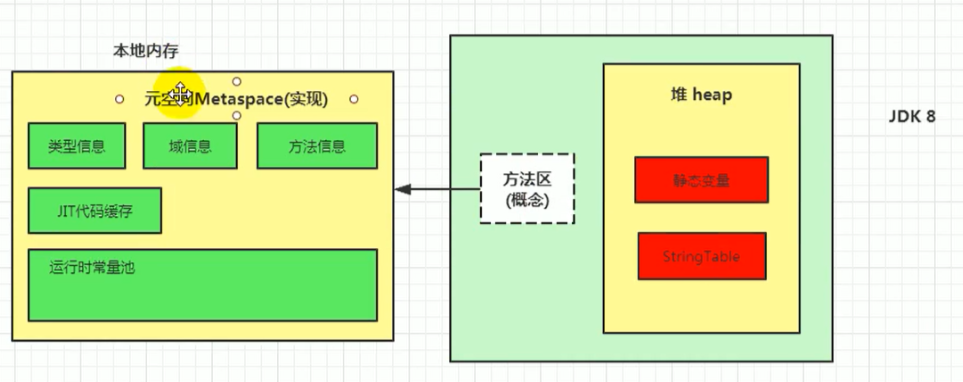 本地内存
元空间Metaspace(实现)
类型信息
域信息
方法信息
JIT代码缓存
运行时常量池
方法区
(概念)
堆 heap
静态变量
StringTable
JDK 8